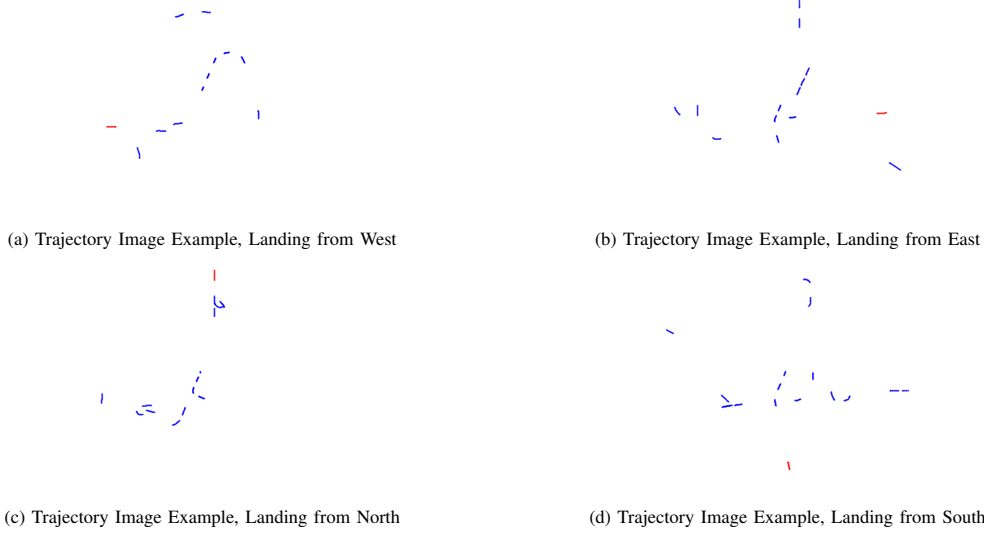 (a) Trajectory Image Example, Landing from West
(b) Trajectory Image Example, Landing from East
(c) Trajectory Image Example, Landing from North
(d) Trajectory Image Example, Landing from South